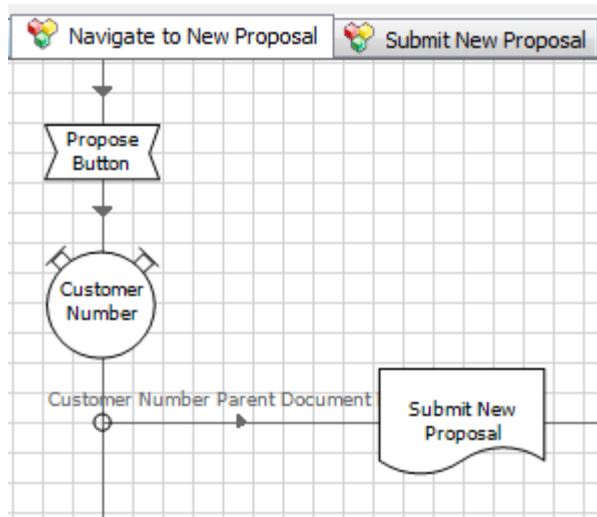 Navigate to New Proposal
Submit New Proposal
Propose
Button
Customer
Number
Customer Number Parent Document
Submit New
Proposal